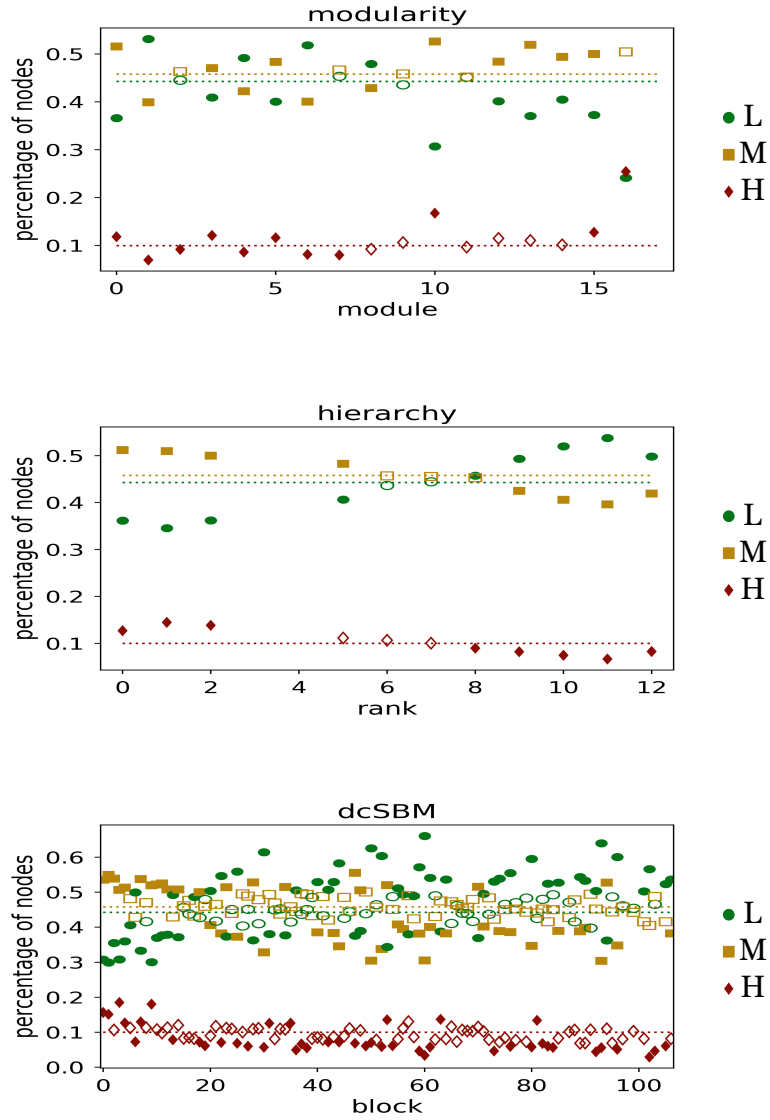 modularity
percentage of nodes
0.5
0.4
0.3
0.2
0.1
0 5 10 15
module
L
M
H
hierarchy
percentage of nodes
0.5
0.4
0.3
0.2
0.1
0 2 4 6 8 10 12
rank
L
M
H
dcSBM
percentage of nodes
0.6
0.5
0.4
0.3
0.2
0.1
0.0
0 20 40 60 80 100
block
L
M
H